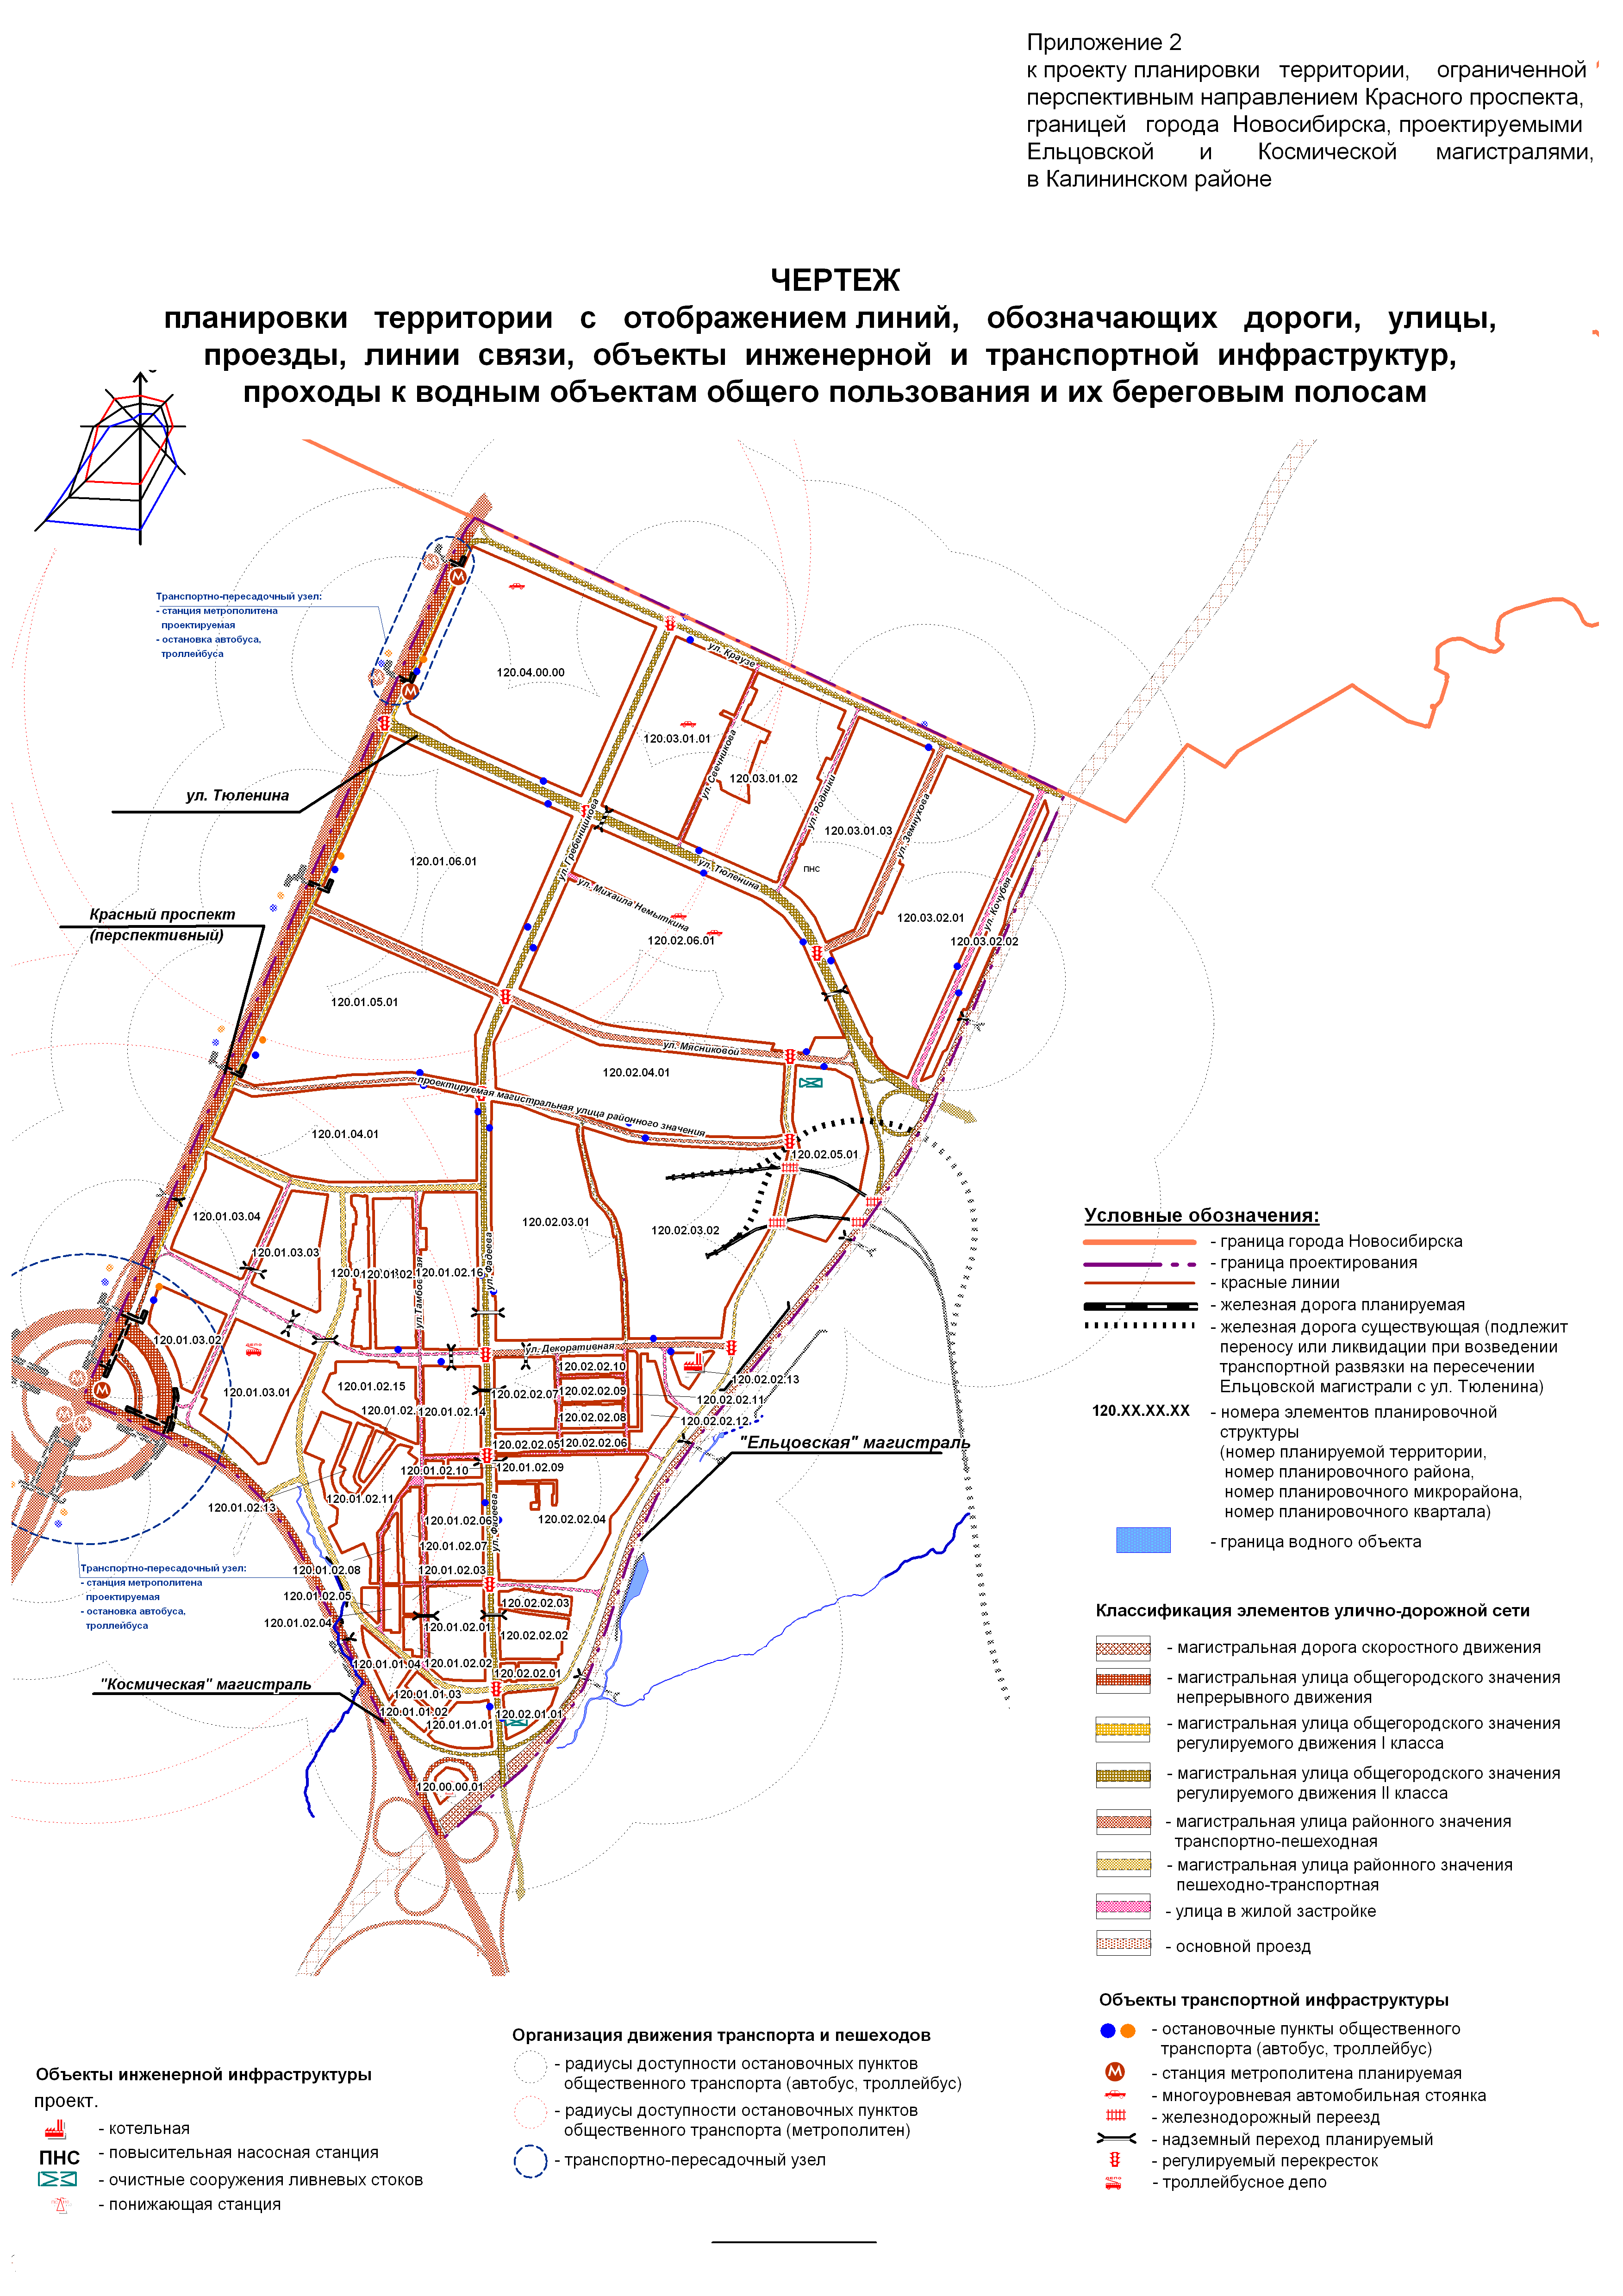 Приложение 2
к проекту планировки территории, ограниченной
перспективным направлением Красного проспекта,
границей города Новосибирска, проектируемыми
Ельцовской и Космической магистралями,
в Калининском районе
ЧЕРТЕЖ
планировки территории с отображением линий, обозначающих дороги, улицы,
проезды, линии связи, объекты инженерной и транспортной инфраструктур,
проходы к водным объектам общего пользования и их береговым полосам
Транспортно-пересадочный узел:
- станция метрополитена
проектируемая
- остановка автобуса,
троллейбуса
120.04.00.00
ул. Краузе
120.03.01.01
ул. Свечникова
120.03.01.02
ул. Родники
ул. Тюленина
120.03.01.03
ул. Земнухова
120.01.06.01
ул. Гребенщикова
ул. Тюленина
ПНС
ул. Михаила Немыткина
120.02.06.01
120.03.02.01
ул. Кочубея
120.03.02.02
Красный проспект
(перспективный)
120.01.05.01
ул. Мясниковой
120.02.04.01
проектируемая магистральная улица районного значения
120.01.04.01
120.02.05.01
120.01.03.04
120.02.03.01
120.02.03.02
120.01.03.03
120.01.02.16
ул. Тамбовская
ул. Фадеева
120.01.03.02
депо
ул. Декоративная
120.02.02.10
120.02.02.13
120.01.03.01
120.01.02.15
120.02.02.07
120.02.02.09
120.02.02.11
120.01.02.14
120.02.02.08
120.02.02.12
120.02.02.05
120.02.02.06
"Ельцовская" магистраль
120.01.02.10
120.01.02.09
120.01.02.13
120.01.02.11
120.01.02.06
120.02.02.04
ул. Фадеева
120.01.02.07
Транспортно-пересадочный узел:
- станция метрополитена
проектируемая
- остановка автобуса,
троллейбуса
120.01.02.08
120.01.02.03
120.01.02.05
120.02.02.03
120.01.02.04
120.01.02.01
120.02.02.02
120.01.01.04
120.01.02.02
120.02.02.01
"Космическая" магистраль
120.01.01.03
120.01.01.02
120.01.01.01
120.02.01.01
120.00.00.01
Условные обозначения:
- граница города Новосибирска
- граница проектирования
- красные линии
- железная дорога планируемая
- железная дорога существующая (подлежит
переносу или ликвидации при возведении
транспортной развязки на пересечении
Ельцовской магистрали с ул. Тюленина)
120.XX.XX.XX - номера элементов планировочной
структуры
(номер планируемой территории,
номер планировочного района,
номер планировочного микрорайона,
номер планировочного квартала)
- граница водного объекта
Классификация элементов улично-дорожной сети
- магистральная дорога скоростного движения
- магистральная улица общегородского значения
непрерывного движения
- магистральная улица общегородского значения
регулируемого движения I класса
- магистральная улица общегородского значения
регулируемого движения II класса
- магистральная улица районного значения
транспортно-пешеходная
- магистральная улица районного значения
пешеходно-транспортная
- улица в жилой застройке
- основной проезд
Объекты транспортной инфраструктуры
- остановочные пункты общественного
транспорта (автобус, троллейбус)
М - станция метрополитена планируемая
- многоуровневая автомобильная стоянка
- железнодорожный переезд
- надземный переход планируемый
- регулируемый перекресток
депо - троллейбусное депо
Организация движения транспорта и пешеходов
- радиусы доступности остановочных пунктов
общественного транспорта (автобус, троллейбус)
- радиусы доступности остановочных пунктов
общественного транспорта (метрополитен)
- транспортно-пересадочный узел
Объекты инженерной инфраструктуры
проект.
- котельная
ПНС - повысительная насосная станция
- очистные сооружения ливневых стоков
- понижающая станция